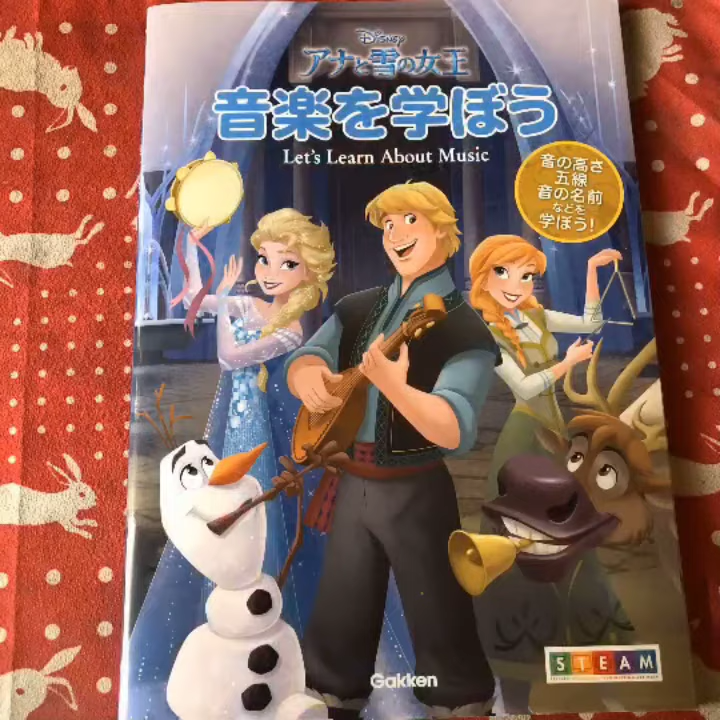 Disney
アナと雪の女王
音楽を学ぼう
Let's Learn About Music
音の高さ
五線
音の名前
などを
学ぼう!
STEAM
Gakken